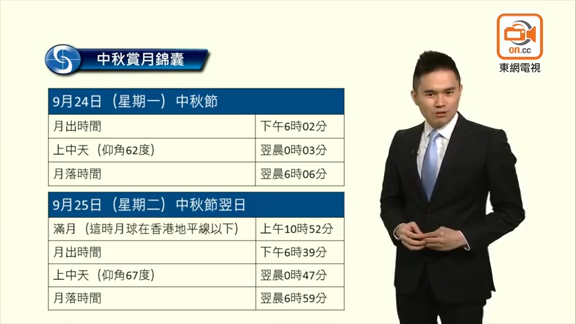 on.cc
東網電視
中秋賞月錦囊
9月24日（星期一）中秋節
月出時間 下午6時02分
上中天（仰角62度） 翌晨0時03分
月落時間 翌晨6時06分
9月25日（星期二）中秋節翌日
滿月（這時月球在香港地平線以下） 上午10時52分
月出時間 下午6時39分
上中天（仰角67度） 翌晨0時47分
月落時間 翌晨6時59分